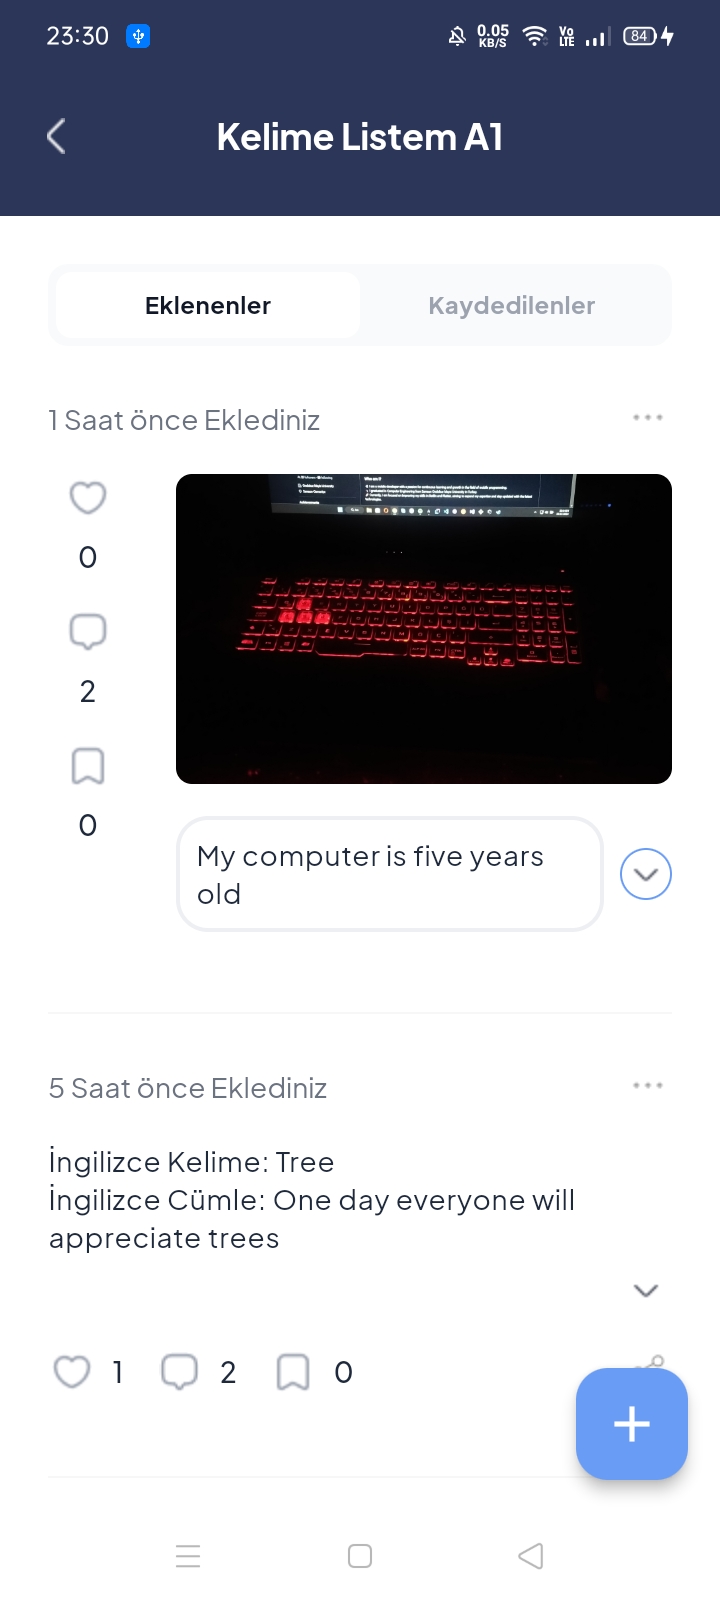 23:30
0.05
KB/S
Vo
LTE
84
Kelime Listem A1
Eklenenler
Kaydedilenler
1 Saat önce Eklediniz
0
2
0
Who am I?
My computer is five years
old
5 Saat önce Eklediniz
İngilizce Kelime: Tree
İngilizce Cümle: One day everyone will
appreciate trees
1
2
0